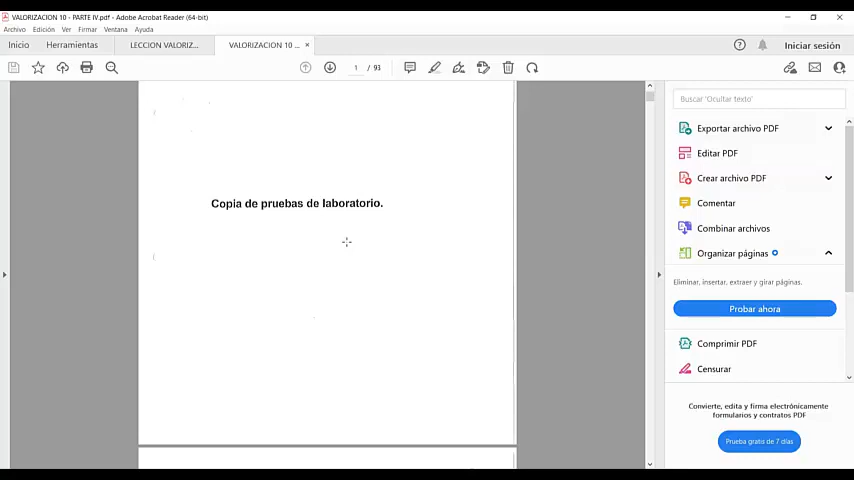 VALORIZACION 10 - PARTE IV.pdf - Adobe Acrobat Reader (64-bit)
Archivo Edición Ver Firmar Ventana Ayuda
Inicio Herramientas LECCION VALORIZ... VALORIZACION 10 ... × Iniciar sesión
1 / 93
Buscar 'Ocultar texto'
Exportar archivo PDF
Editar PDF
Crear archivo PDF
Comentar
Combinar archivos
Organizar páginas
Eliminar, insertar, extraer y girar páginas.
Probar ahora
Comprimir PDF
Censurar
Convierte, edita y firma electrónicamente
formularios y contratos PDF
Prueba gratis de 7 días
Copia de pruebas de laboratorio.